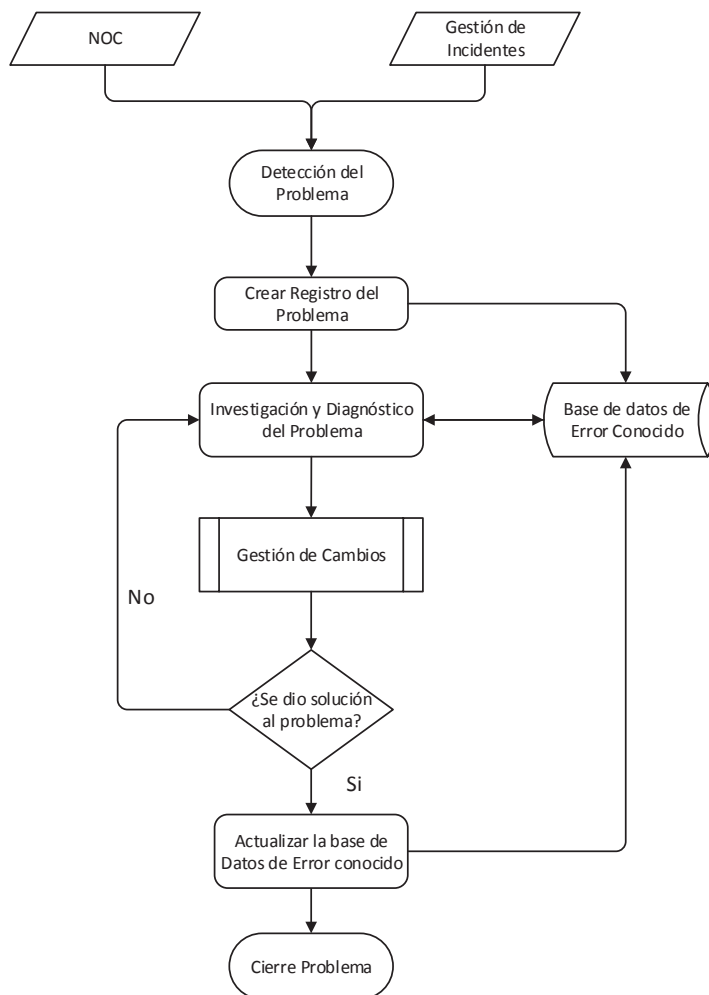 NOC
Gestión de
Incidentes
Detección del
Problema
Crear Registro del
Problema
Investigación y Diagnóstico
del Problema
Base de datos de
Error Conocido
Gestión de Cambios
No
¿Se dio solución
al problema?
Si
Actualizar la base de
Datos de Error conocido
Cierre Problema